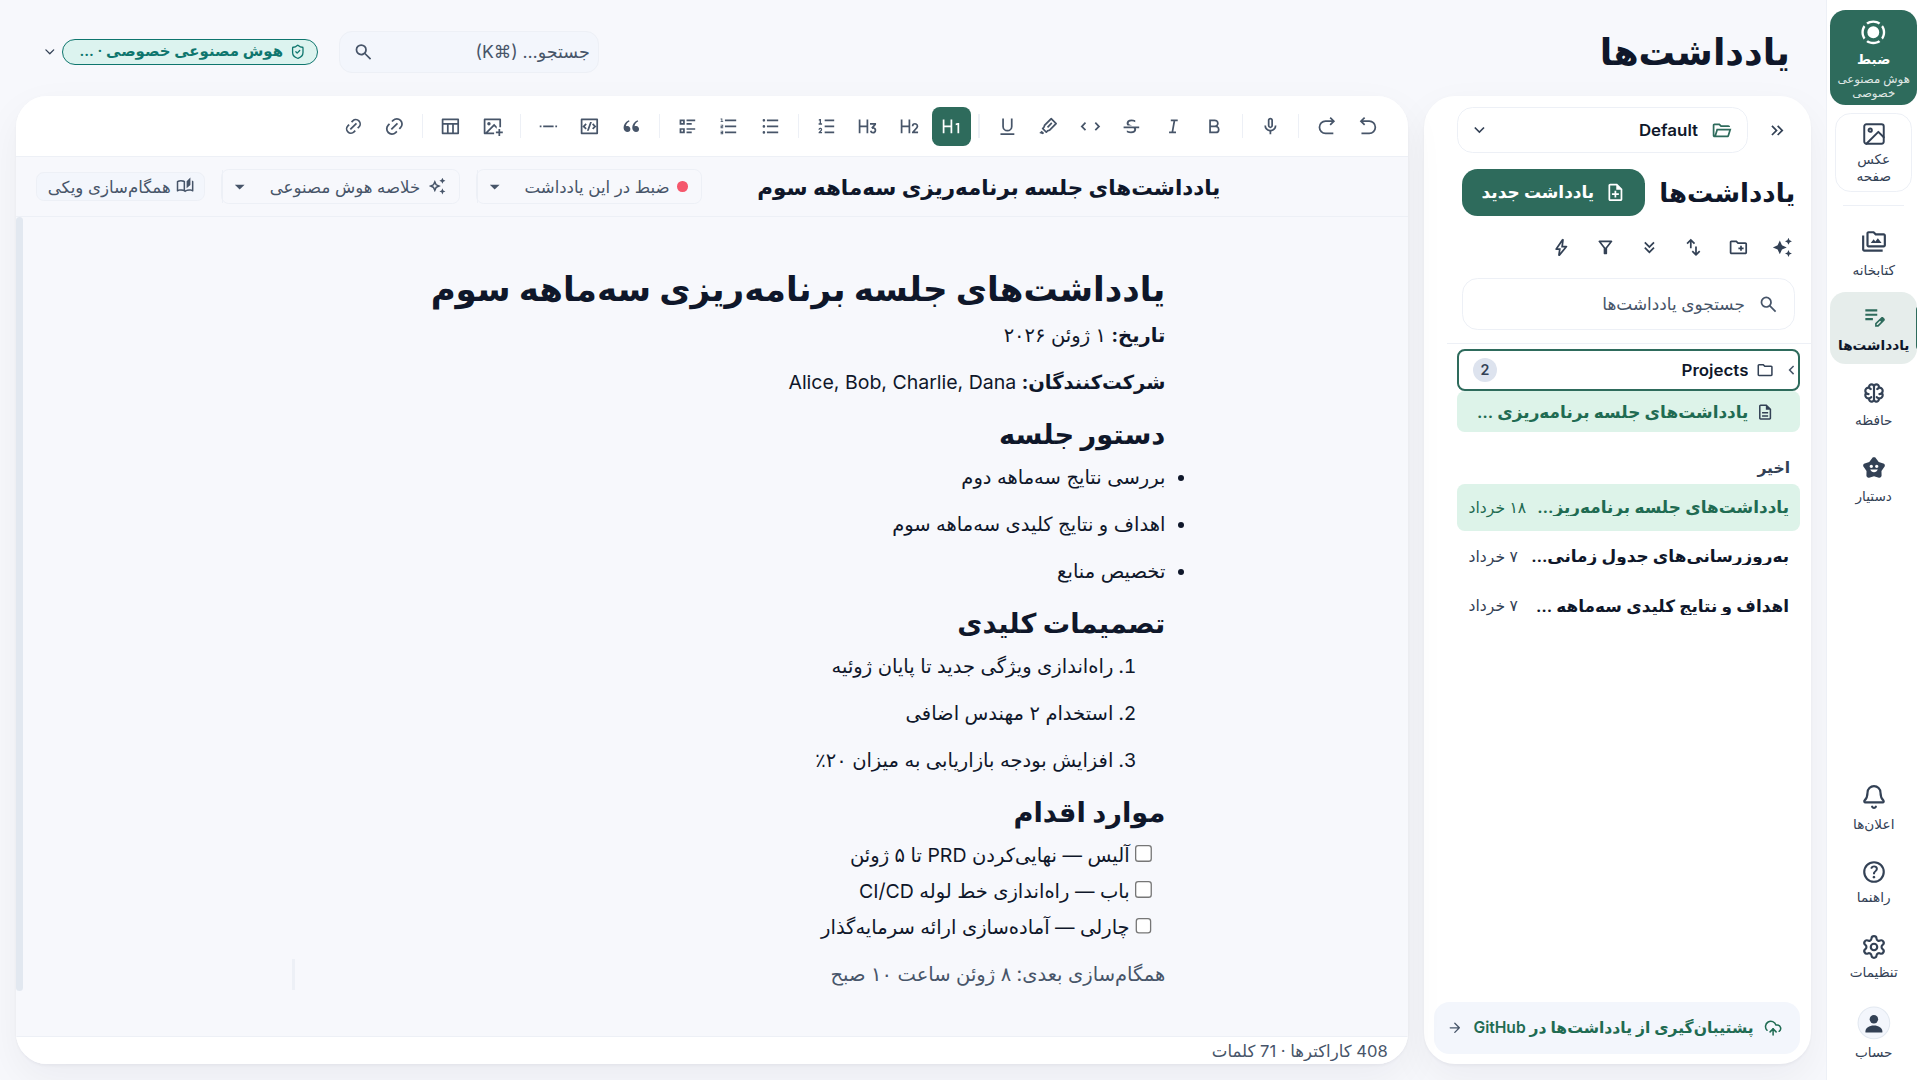 ضبط
هوش مصنوعی
خصوصی
عکس
صفحه
کتابخانه
یادداشت‌ها
حافظه
دستیار
اعلان‌ها
راهنما
تنظیمات
حساب
یادداشت‌ها
جستجو... (⌘K)
هوش مصنوعی خصوصی · ...
Default
یادداشت‌ها
یادداشت جدید
جستجوی یادداشت‌ها
Projects
2
یادداشت‌های جلسه برنامه‌ریزی ...
اخیر
یادداشت‌های جلسه برنامه‌ریز... ۱۸ خرداد
به‌روزرسانی‌های جدول زمانی... ۷ خرداد
اهداف و نتایج کلیدی سه‌ماهه ... ۷ خرداد
پشتیبان‌گیری از یادداشت‌ها در GitHub
H1 H2 H3
یادداشت‌های جلسه برنامه‌ریزی سه‌ماهه سوم
ضبط در این یادداشت
خلاصه هوش مصنوعی
همگام‌سازی ویکی
یادداشت‌های جلسه برنامه‌ریزی سه‌ماهه سوم
تاریخ: ۱ ژوئن ۲۰۲۶
شرکت‌کنندگان: Alice, Bob, Charlie, Dana
دستور جلسه
• بررسی نتایج سه‌ماهه دوم
• اهداف و نتایج کلیدی سه‌ماهه سوم
• تخصیص منابع
تصمیمات کلیدی
1. راه‌اندازی ویژگی جدید تا پایان ژوئیه
2. استخدام ۲ مهندس اضافی
3. افزایش بودجه بازاریابی به میزان ۲۰٪
موارد اقدام
آلیس — نهایی‌کردن PRD تا ۵ ژوئن
باب — راه‌اندازی خط لوله CI/CD
چارلی — آماده‌سازی ارائه سرمایه‌گذار
همگام‌سازی بعدی: ۸ ژوئن ساعت ۱۰ صبح
408 کاراکترها · 71 کلمات